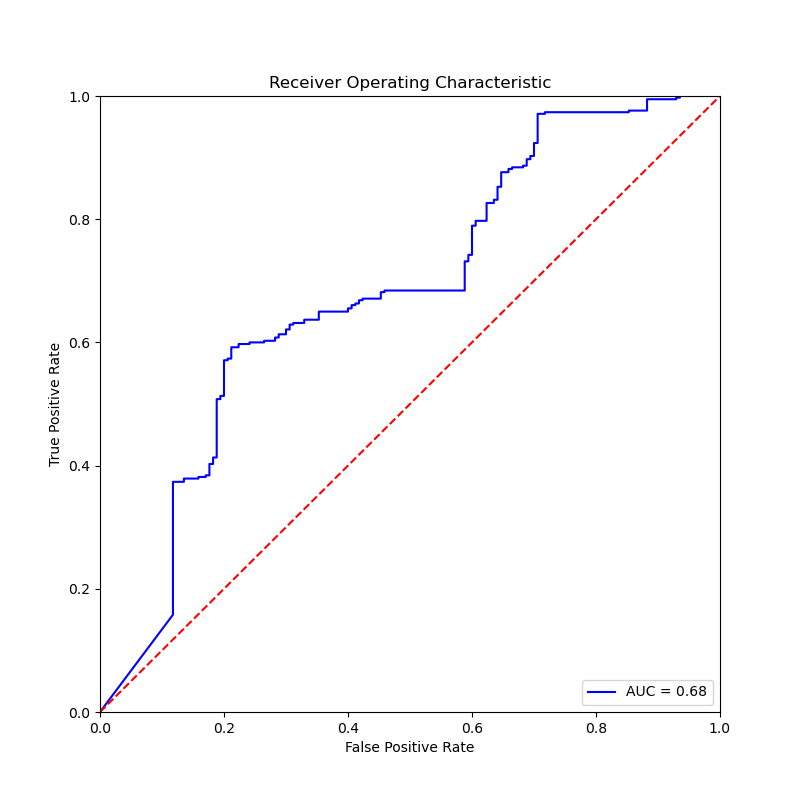 Receiver Operating Characteristic
True Positive Rate
1.0
0.8
0.6
0.4
0.2
0.0
AUC = 0.68
0.0 0.2 0.4 0.6 0.8 1.0
False Positive Rate